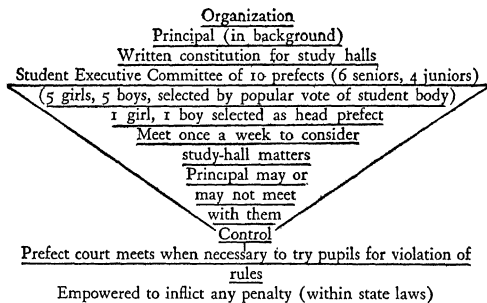 Organization
Principal (in background)
Written constitution for study halls
Student Executive Committee of 10 prefects (6 seniors, 4 juniors)
(5 girls, 5 boys, selected by popular vote of student body)
1 girl, 1 boy selected as head prefect
Meet once a week to consider
study-hall matters
Principal may or
may not meet
with them
Control
Prefect court meets when necessary to try pupils for violation of
rules
Empowered to inflict any penalty (within state laws)